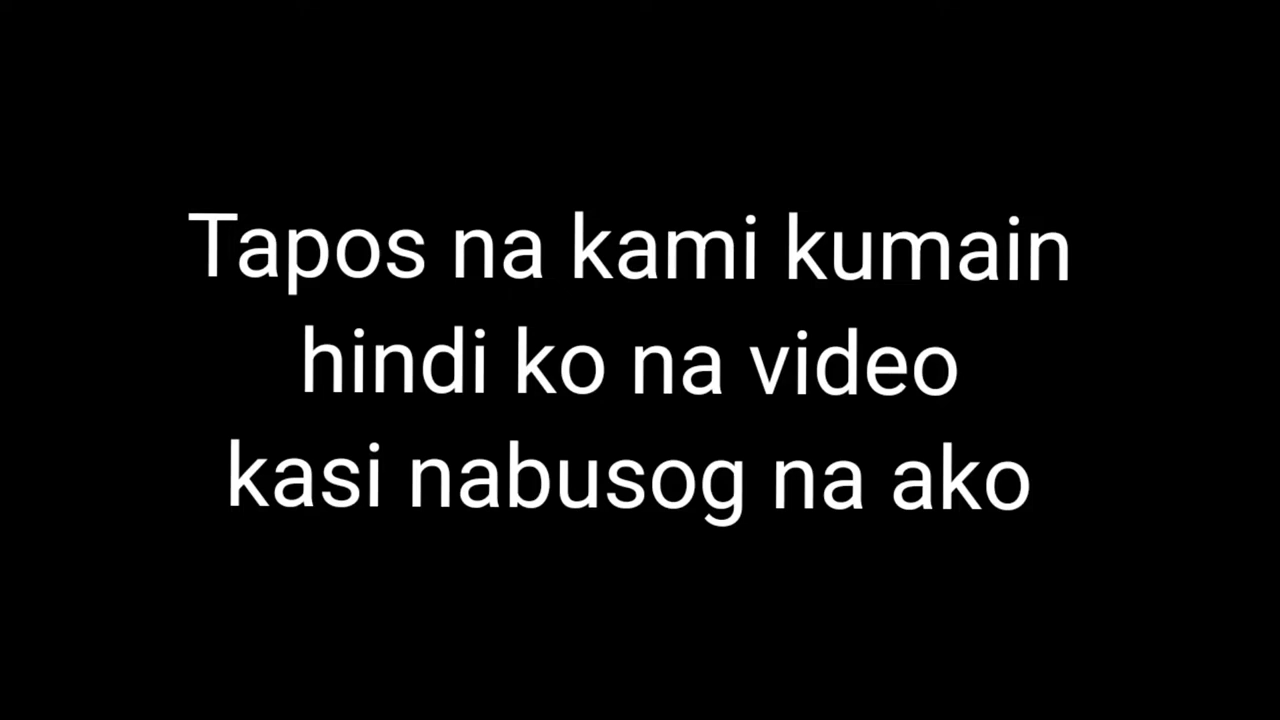 Tapos na kami kumain
hindi ko na video
kasi nabusog na ako